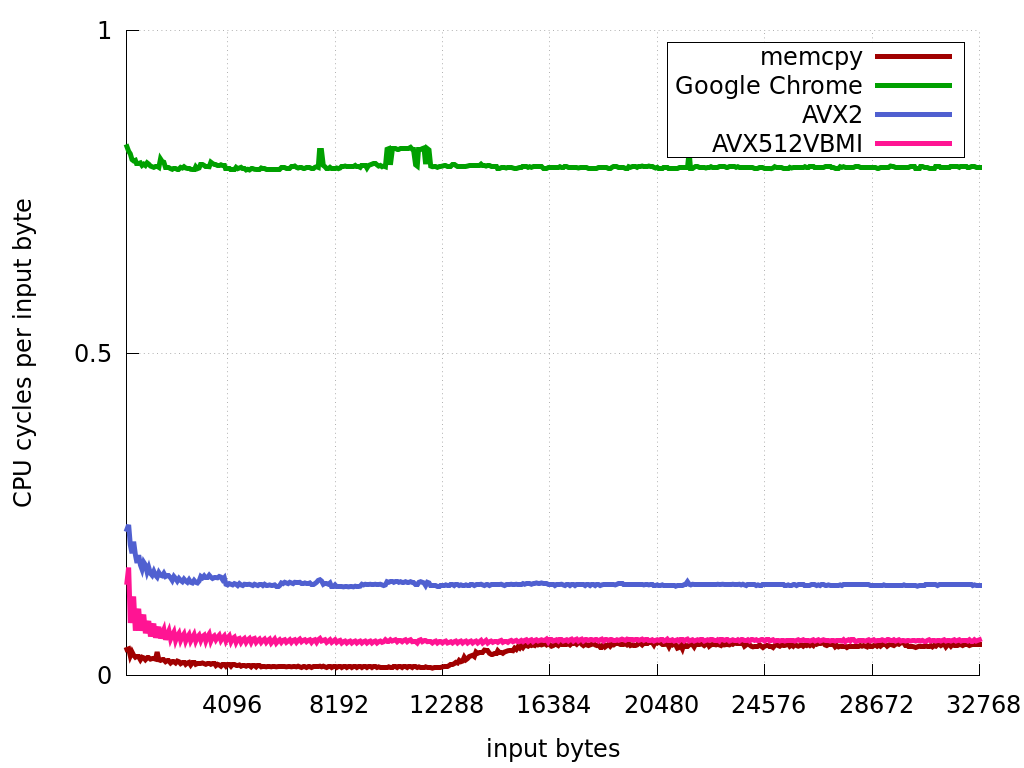 1
memcpy
Google Chrome
AVX2
AVX512VBMI
CPU cycles per input byte
0.5
0
4096 8192 12288 16384 20480 24576 28672 32768
input bytes